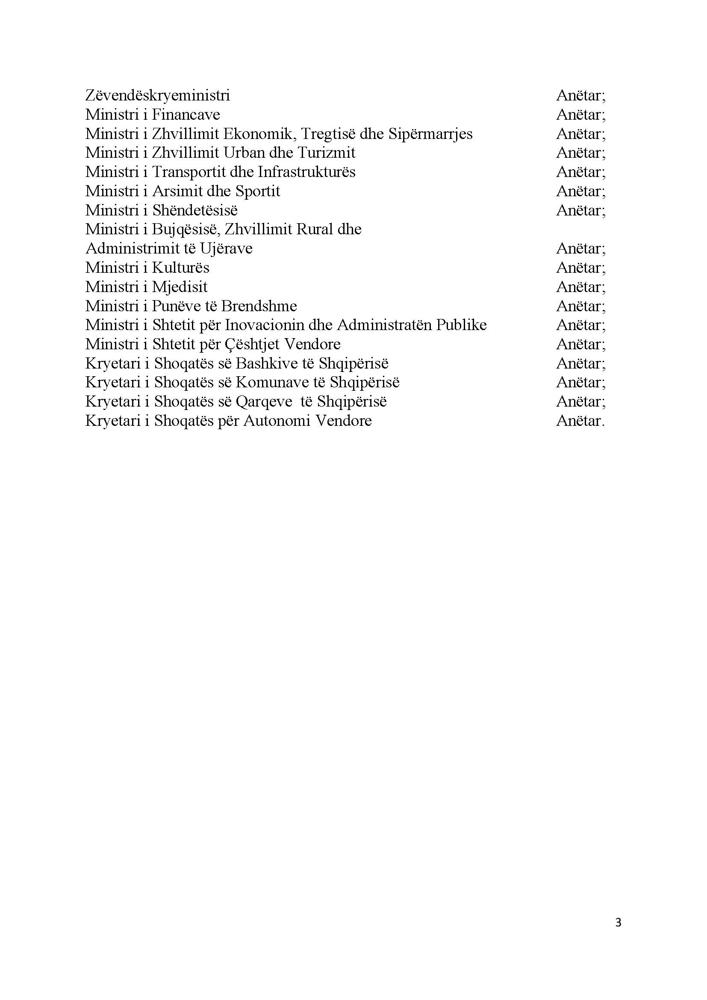 Zëvendëskryeministri Anëtar;
Ministri i Financave Anëtar;
Ministri i Zhvillimit Ekonomik, Tregtisë dhe Sipërmarrjes Anëtar;
Ministri i Zhvillimit Urban dhe Turizmit Anëtar;
Ministri i Transportit dhe Infrastrukturës Anëtar;
Ministri i Arsimit dhe Sportit Anëtar;
Ministri i Shëndetësisë Anëtar;
Ministri i Bujqësisë, Zhvillimit Rural dhe
Administrimit të Ujërave Anëtar;
Ministri i Kulturës Anëtar;
Ministri i Mjedisit Anëtar;
Ministri i Punëve të Brendshme Anëtar;
Ministri i Shtetit për Inovacionin dhe Administratën Publike Anëtar;
Ministri i Shtetit për Çështjet Vendore Anëtar;
Kryetari i Shoqatës së Bashkive të Shqipërisë Anëtar;
Kryetari i Shoqatës së Komunave të Shqipërisë Anëtar;
Kryetari i Shoqatës së Qarqeve  të Shqipërisë Anëtar;
Kryetari i Shoqatës për Autonomi Vendore Anëtar.
3